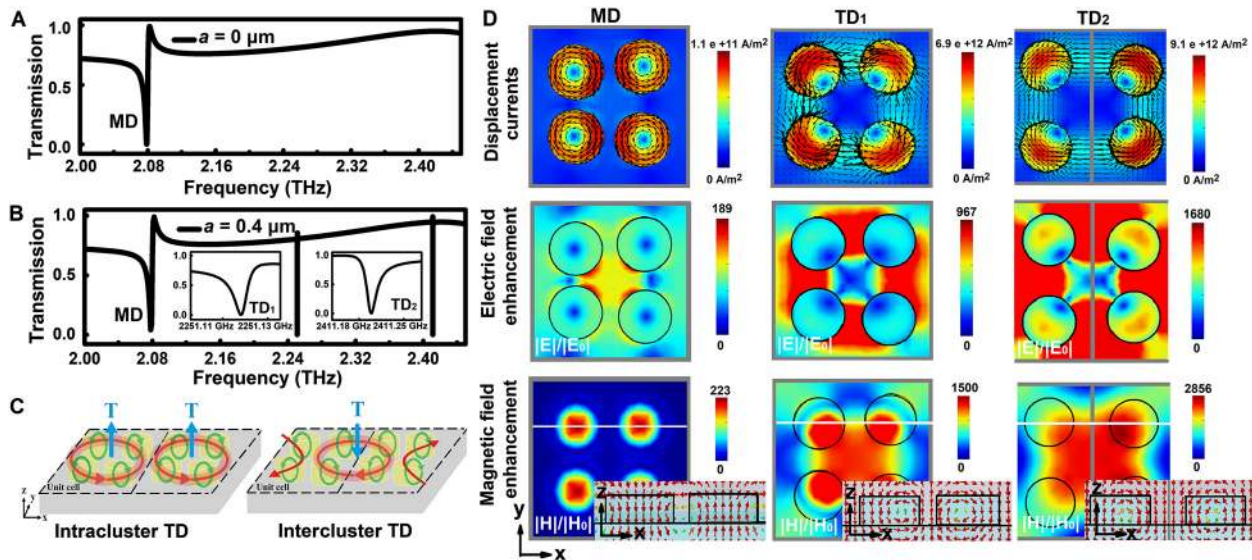 A
Transmission
1.0
0.5
0.0
a = 0 µm
MD
2.00
2.08
2.16
2.24
2.32
2.40
Frequency (THz)
B
Transmission
1.0
0.5
0.0
a = 0.4 µm
MD
1.0
0.5
0.0
TD1
2251.11 GHz
2251.13 GHz
1.0
0.5
0.0
TD2
2411.18 GHz
2411.25 GHz
2.00
2.08
2.16
2.24
2.32
2.40
Frequency (THz)
C
T
T
T
Unit cell
Unit cell
z
y
x
Intracluster TD
Intercluster TD
D
MD
TD1
TD2
Displacement
currents
1.1 e +11 A/m2
0 A/m2
6.9 e +12 A/m2
0 A/m2
9.1 e +12 A/m2
0 A/m2
Electric field
enhancement
|E|/|E0|
189
0
|E|/|E0|
967
0
|E|/|E0|
1680
0
Magnetic field
enhancement
|H|/|H0|
223
0
Z
X
|H|/|H0|
1500
0
Z
X
|H|/|H0|
2856
0
Z
X
y
x